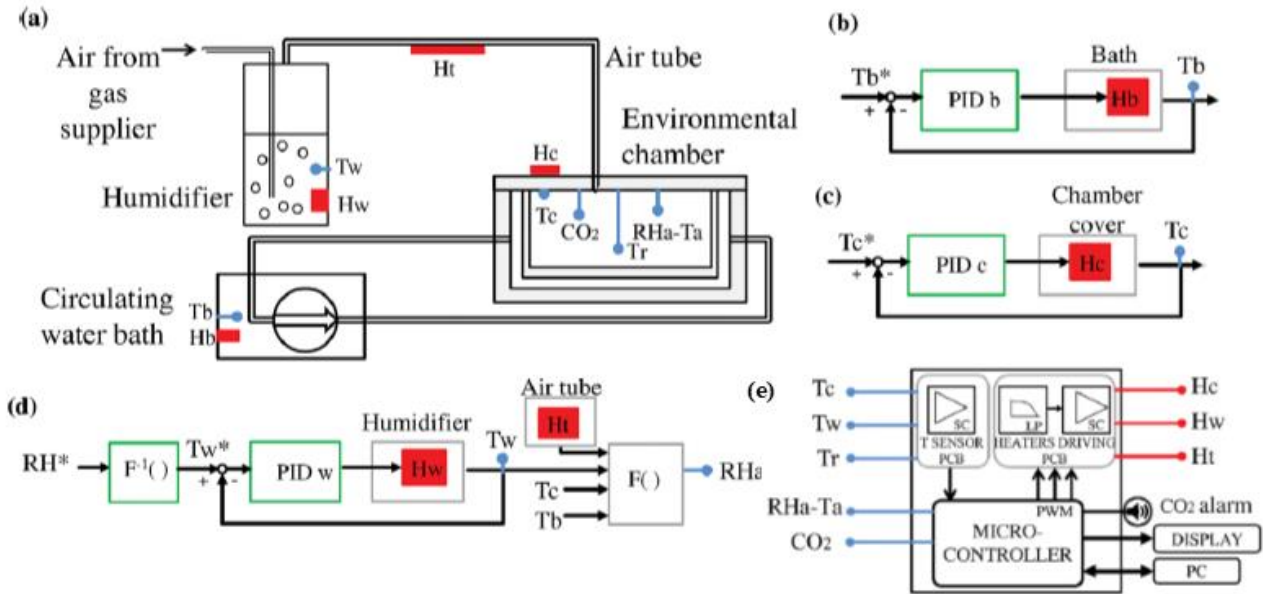 (a)
Air from
gas
supplier
Ht
Air tube
Environmental
chamber
Hc
Humidifier
Tw
Hw
Tc
CO2
Tr
RHa-Ta
Circulating
water bath
Tb
Hb
(b)
Bath
Tb*
+
-
PID b
Hb
Tb
(c)
Chamber
cover
Tc*
+
-
PID c
Hc
Tc
(d)
RH*
F-1( )
Tw*
+
-
PID w
Humidifier
Hw
Tw
Air tube
Ht
Tc
Tb
F( )
RHa
(e)
Tc
Tw
Tr
RHa-Ta
CO2
SC
T SENSOR
PCB
LP
SC
HEATERS DRIVING
PCB
PWM
MICRO-
CONTROLLER
Hc
Hw
Ht
CO2 alarm
DISPLAY
PC